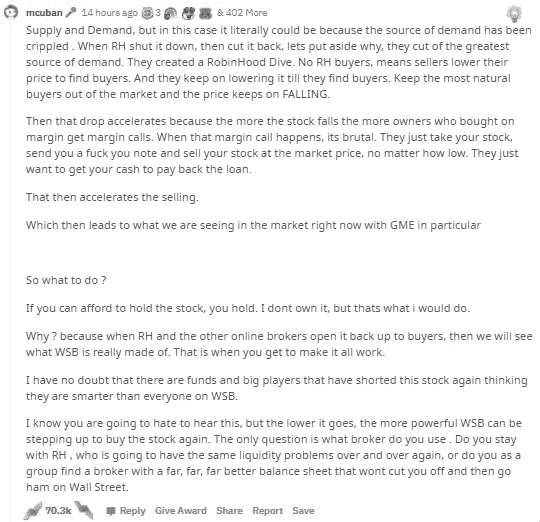 mcuban 14 hours ago 3 & 402 More
Supply and Demand, but in this case it literally could be because the source of demand has been
crippled . When RH shut it down, then cut it back, lets put aside why, they cut of the greatest
source of demand. They created a RobinHood Dive. No RH buyers, means sellers lower their
price to find buyers. And they keep on lowering it till they find buyers. Keep the most natural
buyers out of the market and the price keeps on FALLING.
Then that drop accelerates because the more the stock falls the more owners who bought on
margin get margin calls. When that margin call happens, its brutal. They just take your stock,
send you a fuck you note and sell your stock at the market price, no matter how low. They just
want to get your cash to pay back the loan.
That then accelerates the selling.
Which then leads to what we are seeing in the market right now with GME in particular
So what to do ?
If you can afford to hold the stock, you hold. I dont own it, but thats what i would do.
Why ? because when RH and the other online brokers open it back up to buyers, then we will see
what WSB is really made of. That is when you get to make it all work.
I have no doubt that there are funds and big players that have shorted this stock again thinking
they are smarter than everyone on WSB.
I know you are going to hate to hear this, but the lower it goes, the more powerful WSB can be
stepping up to buy the stock again. The only question is what broker do you use . Do you stay
with RH , who is going to have the same liquidity problems over and over again, or do you as a
group find a broker with a far, far, far better balance sheet that wont cut you off and then go
ham on Wall Street.
70.3k Reply Give Award Share Report Save